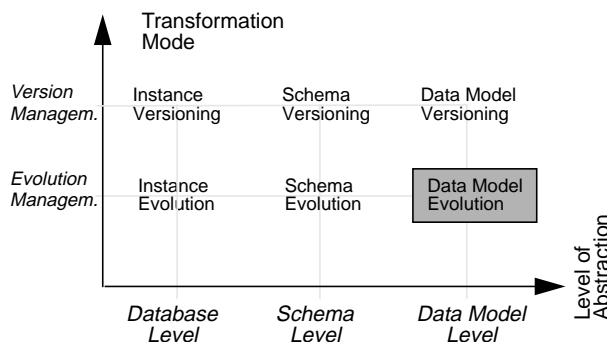 Transformation
Mode
Version
Managem.
Instance
Versioning
Schema
Versioning
Data Model
Versioning
Evolution
Managem.
Instance
Evolution
Schema
Evolution
Data Model
Evolution
Level of
Abstraction
Database
Level
Schema
Level
Data Model
Level